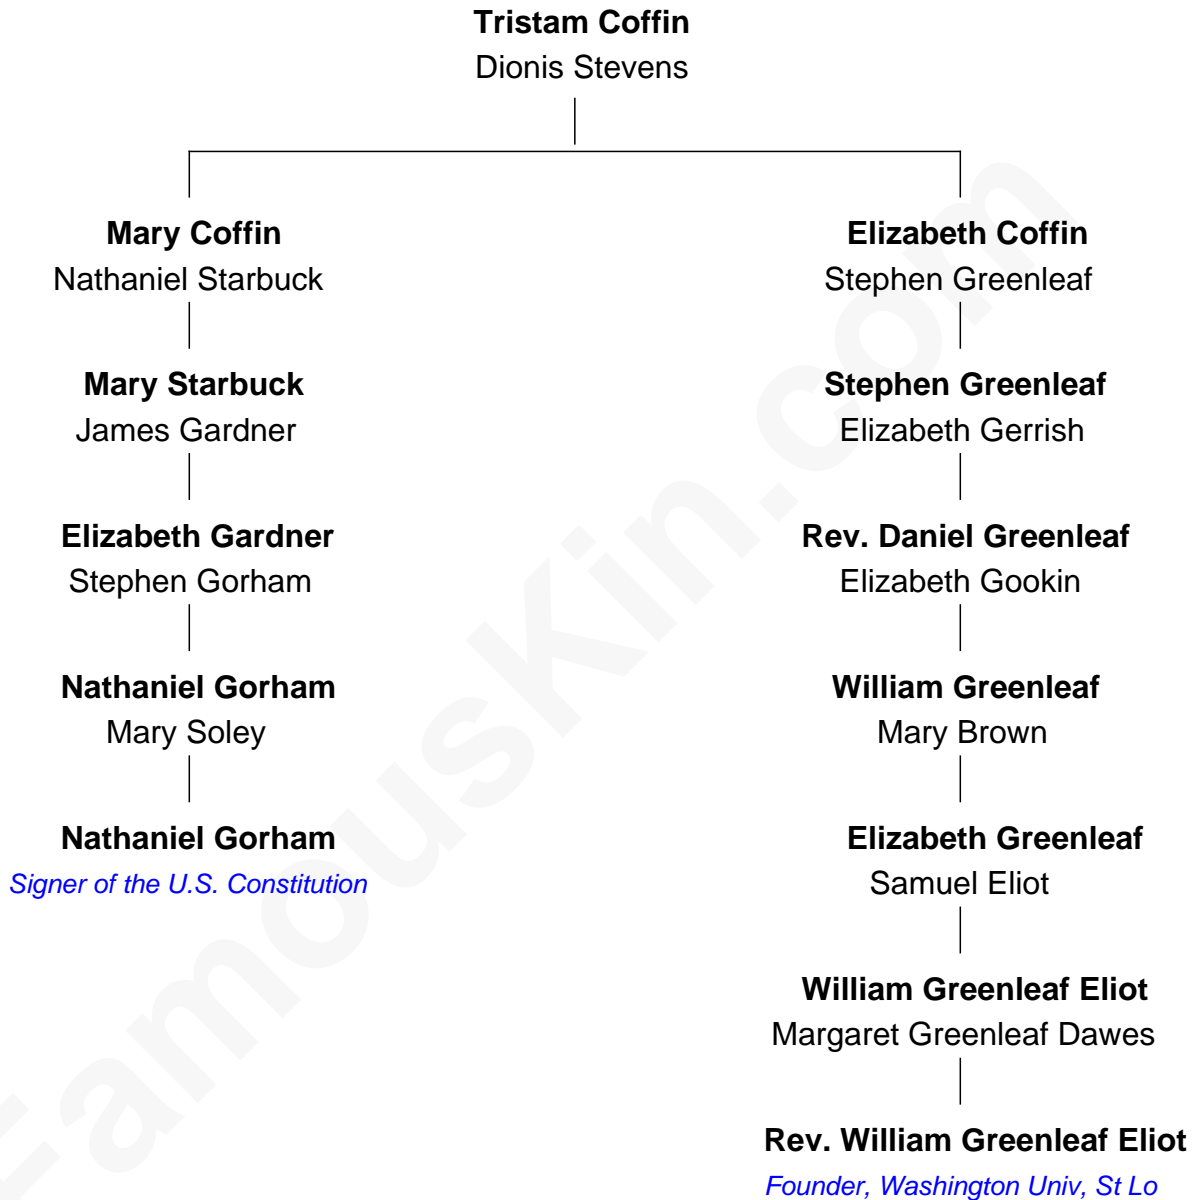 Tristam Coffin
Dionis Stevens
Mary Coffin
Nathaniel Starbuck
Elizabeth Coffin
Stephen Greenleaf
Mary Starbuck
James Gardner
Stephen Greenleaf
Elizabeth Gerrish
Elizabeth Gardner
Stephen Gorham
Rev. Daniel Greenleaf
Elizabeth Gookin
Nathaniel Gorham
Mary Soley
William Greenleaf
Mary Brown
Nathaniel Gorham
Signer of the U.S. Constitution
Elizabeth Greenleaf
Samuel Eliot
William Greenleaf Eliot
Margaret Greenleaf Dawes
Rev. William Greenleaf Eliot
Founder, Washington Univ, St Lo
FamousKin.com